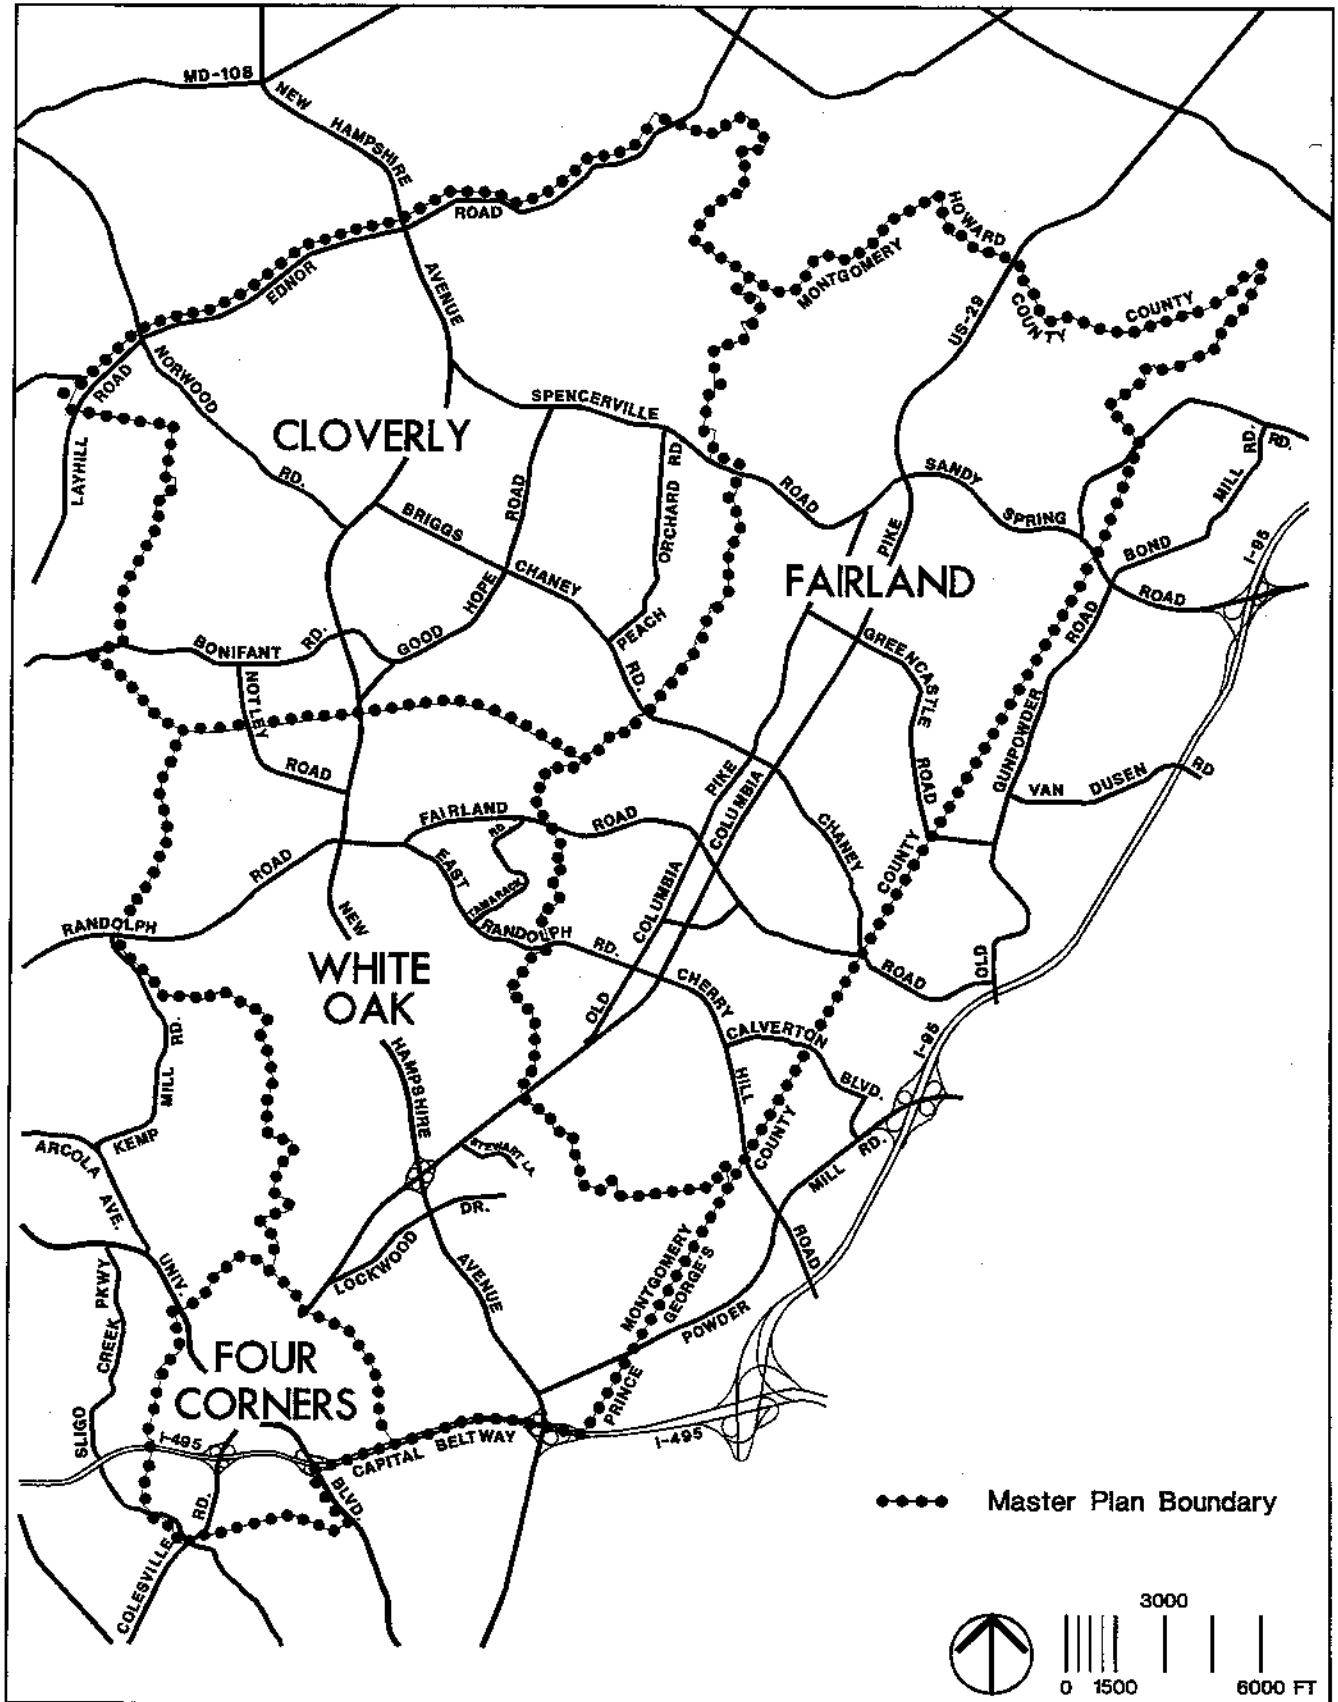 MD-108
NEW
HAMPSHIRE
AVENUE
EDNOR
ROAD
ROAD
HOWARD
COUNTY
MONTGOMERY
COUNTY
US-29
LAYHILL
NORWOOD
RD.
CLOVERLY
SPENCERVILLE
ROAD
SANDY
SPRING
ROAD
RD.
RD.
MILL
BOND
I-95
BRIGGS
CHANEY
RD.
GOOD
HOPE
ROAD
ORCHARD RD
PEACH
PIKE
FAIRLAND
GREENCASTLE
ROAD
ROAD
GUNPOWDER
BONIFANT
RD.
NOTLEY
ROAD
VAN
DUSEN
RD
PIKE
COLUMBIA
FAIRLAND
ROAD
RD
CHANEY
COUNTY
EAST
TAMARACK
RANDOLPH
RD.
COLUMBIA
OLD
ROAD
OLD
RANDOLPH
ROAD
NEW
WHITE
OAK
HAMPSHIRE
CHERRY
HILL
ROAD
CALVERTON
BLVD.
I-95
COUNTY
MILL
RD.
RD.
MILL
KEMP
ARCOLA
AVE.
STEWART LA.
DR.
LOCKWOOD
AVENUE
UNIV.
PKWY
CREEK
SLIGO
MONTGOMERY
GEORGE'S
PRINCE
POWDER
FOUR
CORNERS
I-495
CAPITAL
BELTWAY
I-495
BLVD.
RD.
COLESVILLE
Master Plan Boundary
3000
0
1500
6000 FT